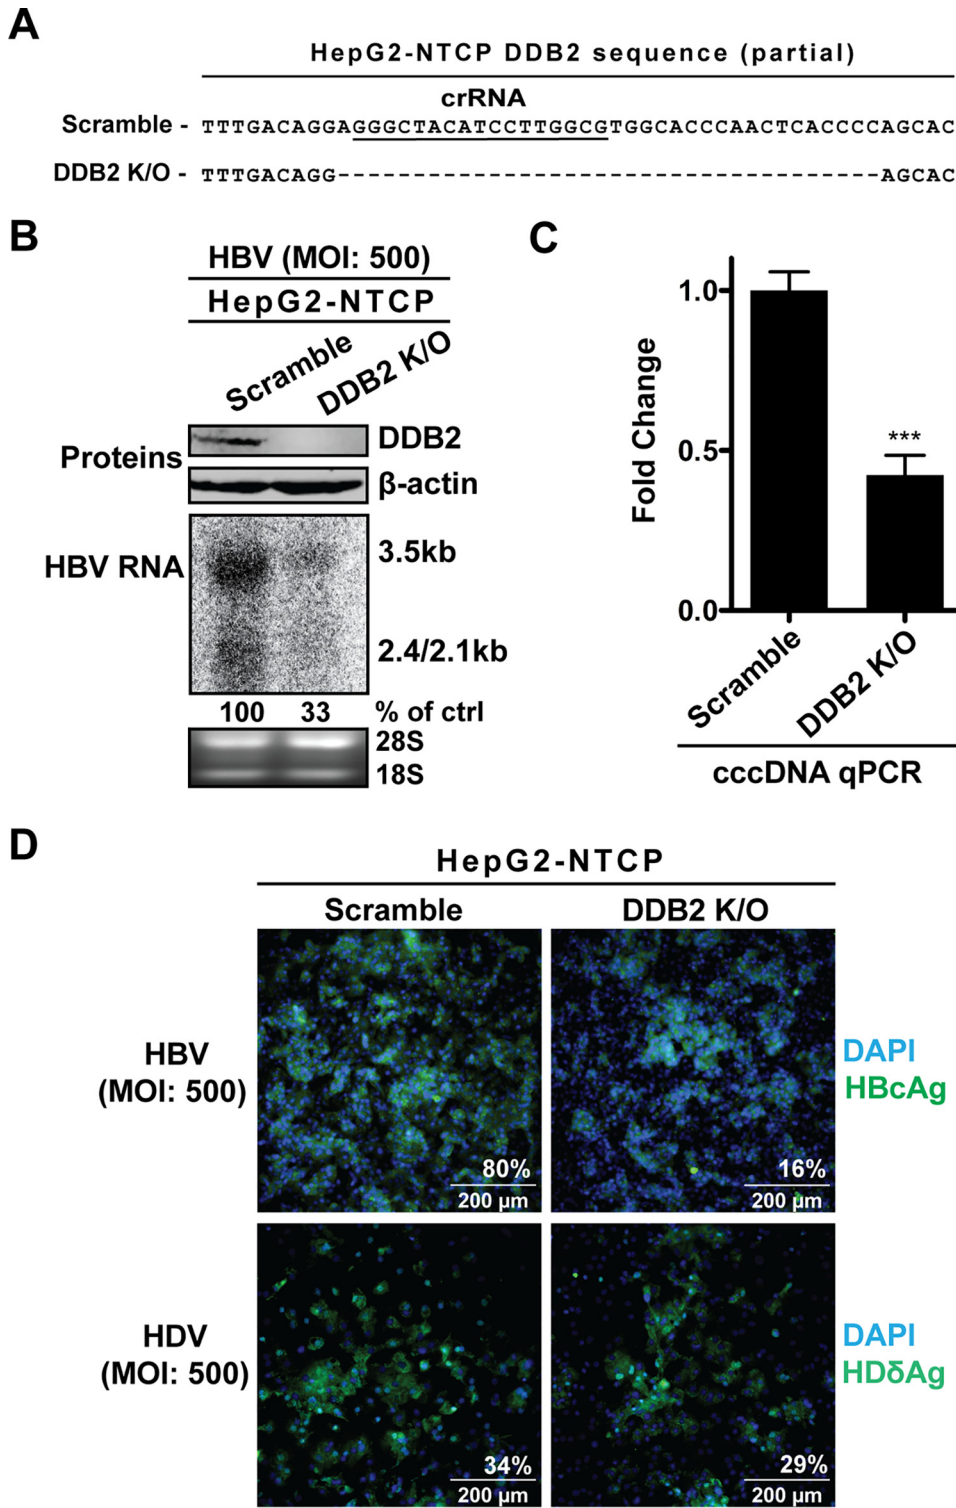 A
HepG2-NTCP DDB2 sequence (partial)
crRNA
Scramble - TTTGACAGGAGGGCTACATCCTTGGCGTGGCACCCAACTCACCCCAGCAC
DDB2 K/O - TTTGACAGG------------------------------------AGCAC
B
HBV (MOI: 500)
HepG2-NTCP
Scramble
DDB2 K/O
Proteins
DDB2
β-actin
HBV RNA
3.5kb
2.4/2.1kb
100 33 % of ctrl
28S
18S
C
Fold Change
1.0
0.5
0.0
***
Scramble
DDB2 K/O
cccDNA qPCR
D
HepG2-NTCP
Scramble DDB2 K/O
HBV
(MOI: 500)
80%
200 µm
16%
200 µm
DAPI
HBcAg
HDV
(MOI: 500)
34%
200 µm
29%
200 µm
DAPI
HDδAg